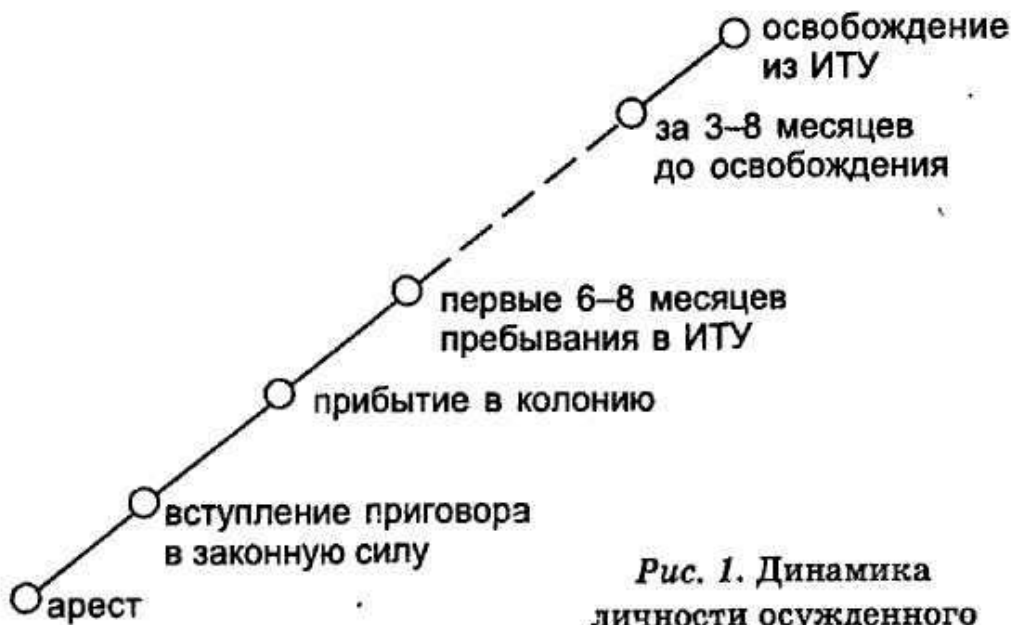 освобождение
из ИТУ
за 3–8 месяцев
до освобождения
первые 6–8 месяцев
пребывания в ИТУ
прибытие в колонию
вступление приговора
в законную силу
арест
Рис. 1. Динамика
личности осужденного